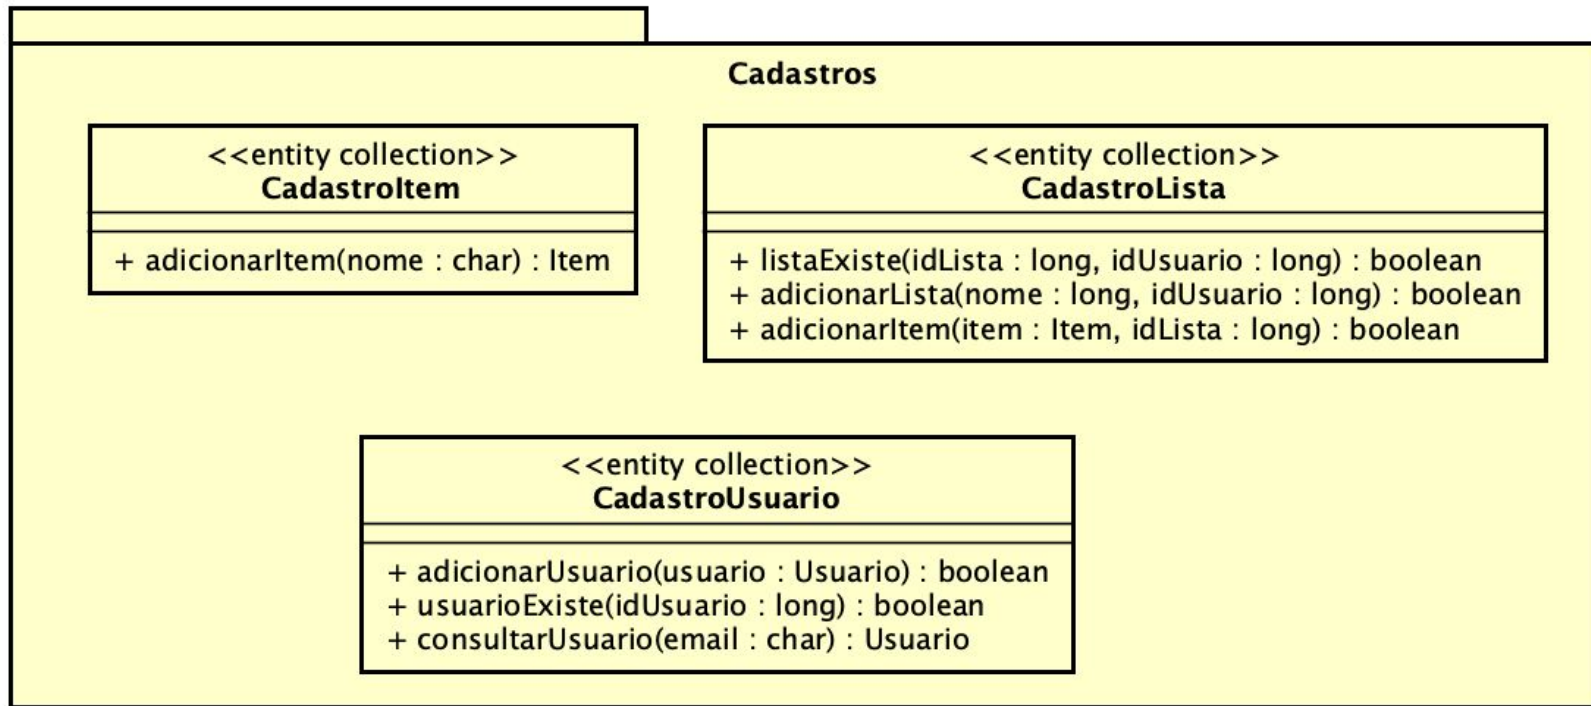 Cadastros
<<entity collection>>
CadastroItem
+ adicionarItem(nome : char) : Item
<<entity collection>>
CadastroLista
+ listaExiste(idLista : long, idUsuario : long) : boolean
+ adicionarLista(nome : long, idUsuario : long) : boolean
+ adicionarItem(item : Item, idLista : long) : boolean
<<entity collection>>
CadastroUsuario
+ adicionarUsuario(usuario : Usuario) : boolean
+ usuarioExiste(idUsuario : long) : boolean
+ consultarUsuario(email : char) : Usuario